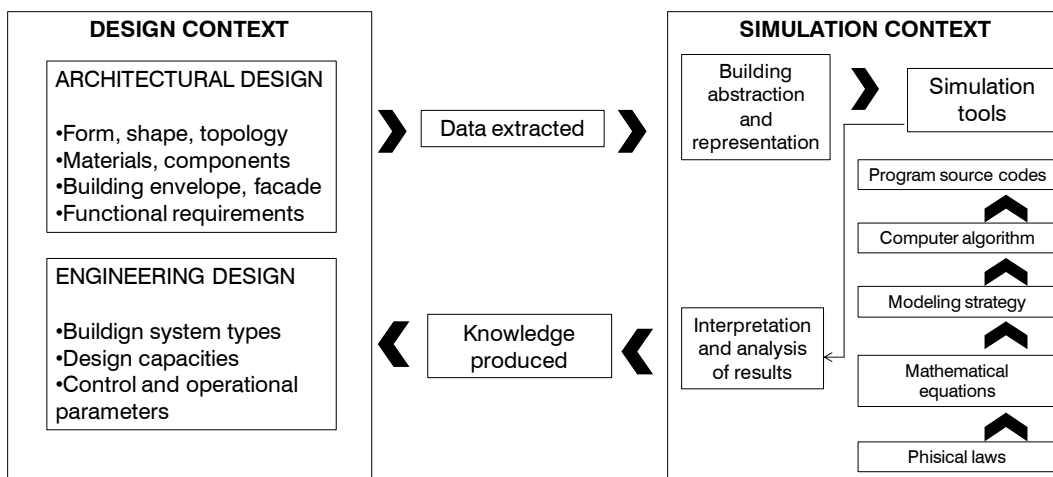 DESIGN CONTEXT
ARCHITECTURAL DESIGN
•Form, shape, topology
•Materials, components
•Building envelope, facade
•Functional requirements
ENGINEERING DESIGN
•Buildign system types
•Design capacities
•Control and operational
parameters
Data extracted
Knowledge
produced
SIMULATION CONTEXT
Building
abstraction
and
representation
Simulation
tools
Program source codes
Computer algorithm
Modeling strategy
Mathematical
equations
Phisical laws
Interpretation
and analysis
of results